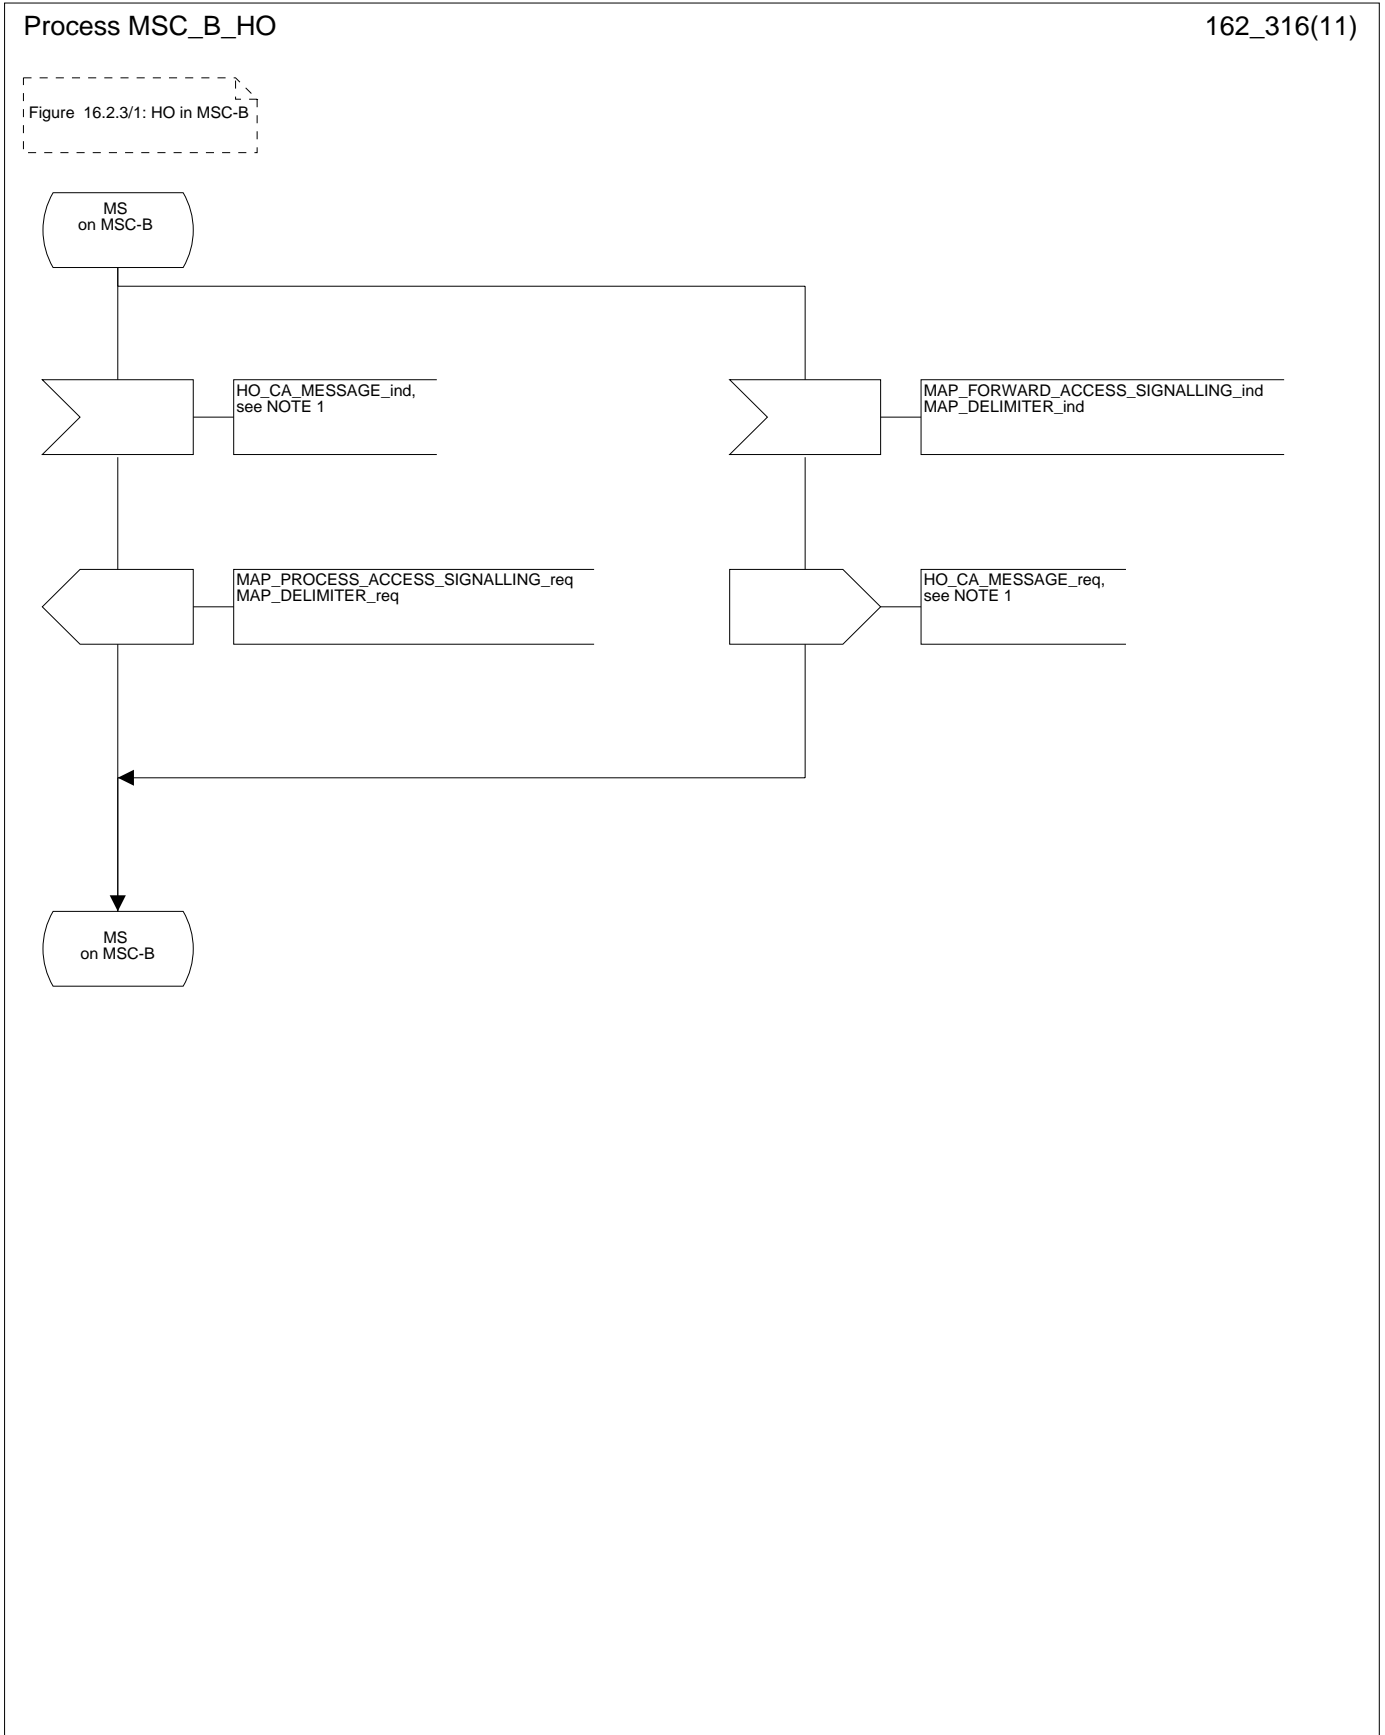 Process MSC_B_HO
162_316(11)
Figure 16.2.3/1: HO in MSC-B
MS
on MSC-B
HO_CA_MESSAGE_ind,
see NOTE 1
MAP_FORWARD_ACCESS_SIGNALLING_ind
MAP_DELIMITER_ind
MAP_PROCESS_ACCESS_SIGNALLING_req
MAP_DELIMITER_req
HO_CA_MESSAGE_req,
see NOTE 1
MS
on MSC-B